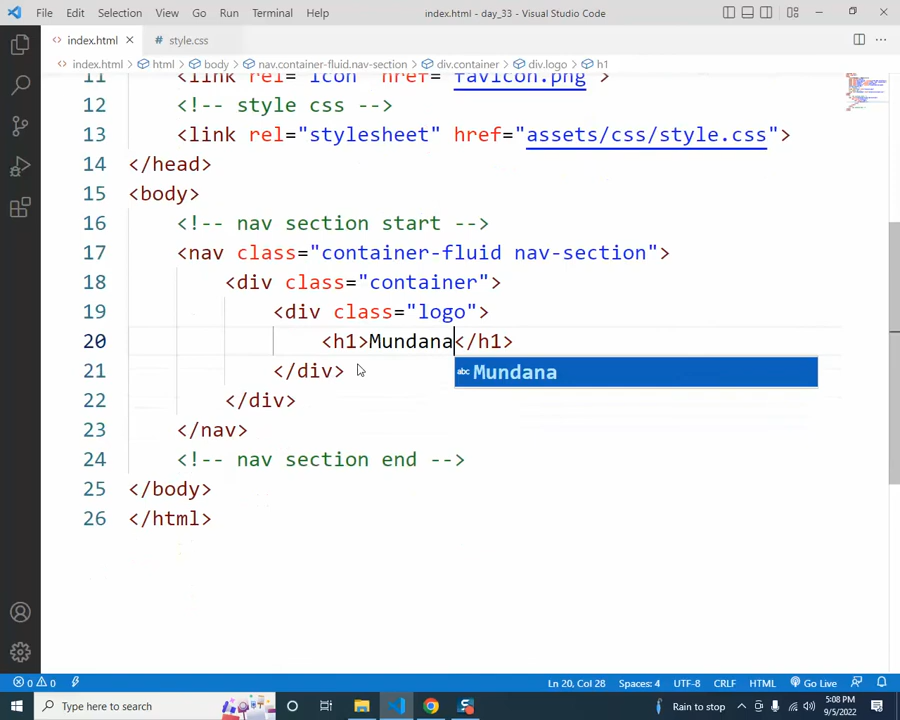 File Edit Selection View Go Run Terminal Help index.html - day_33 - Visual Studio Code
index.html style.css
index.html html body nav.container-fluid.nav-section div.container div.logo h1
11 <link rel="icon" href="favicon.png">
12 <!-- style css -->
13 <link rel="stylesheet" href="assets/css/style.css">
14 </head>
15 <body>
16 <!-- nav section start -->
17 <nav class="container-fluid nav-section">
18 <div class="container">
19 <div class="logo">
20 <h1>Mundana</h1>
abc Mundana
21 </div>
22 </div>
23 </nav>
24 <!-- nav section end -->
25 </body>
26 </html>
0 0 Ln 20, Col 28 Spaces: 4 UTF-8 CRLF HTML Go Live
Type here to search Rain to stop 5:08 PM
9/5/2022